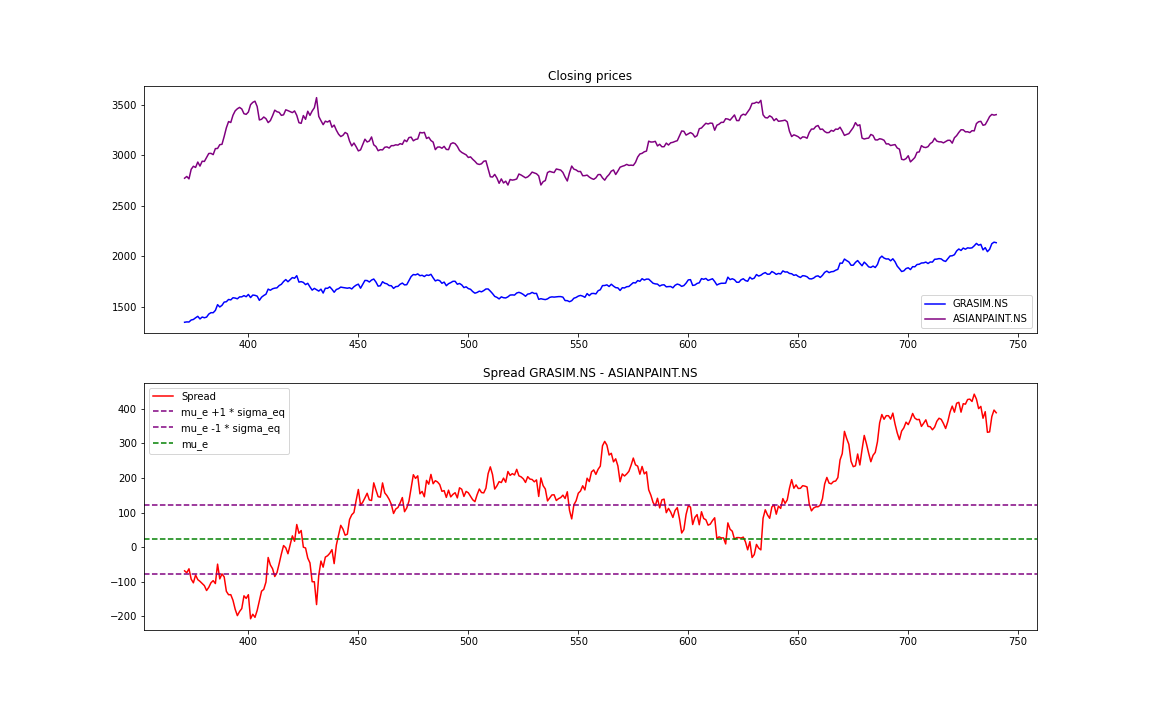 Closing prices
3500
3000
2500
2000
1500
GRASIM.NS
ASIANPAINT.NS
400 450 500 550 600 650 700 750
Spread GRASIM.NS - ASIANPAINT.NS
400
300
200
100
0
−100
−200
Spread
mu_e +1 * sigma_eq
mu_e -1 * sigma_eq
mu_e
400 450 500 550 600 650 700 750